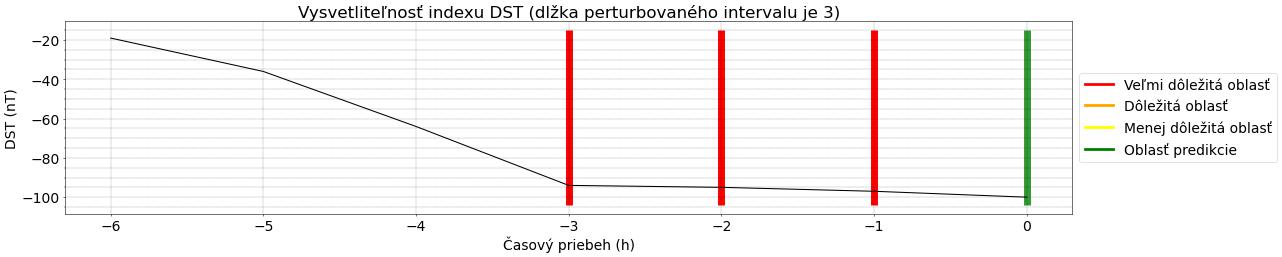 Vysvetliteľnosť indexu DST (dlžka perturbovaného intervalu je 3)
DST (nT)
−20
−40
−60
−80
−100
−6
−5
−4
−3
−2
−1
0
Časový priebeh (h)
Veľmi dôležitá oblasť
Dôležitá oblasť
Menej dôležitá oblasť
Oblasť predikcie